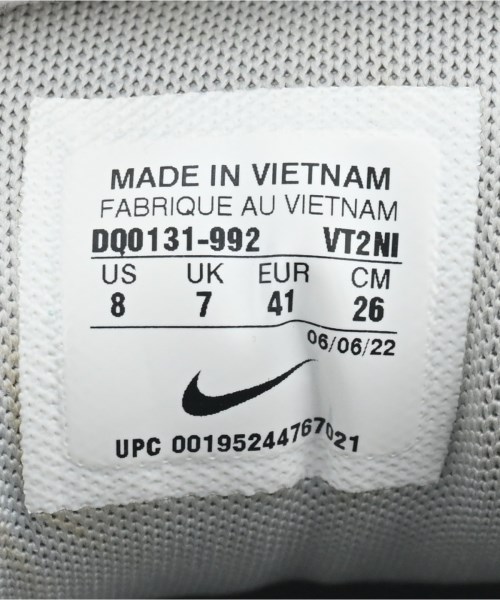 MADE IN VIETNAM
FABRIQUE AU VIETNAM
DQ0131-992 VT2NI
US UK EUR CM
8 7 41 26
06/06/22
UPC 00195244767021